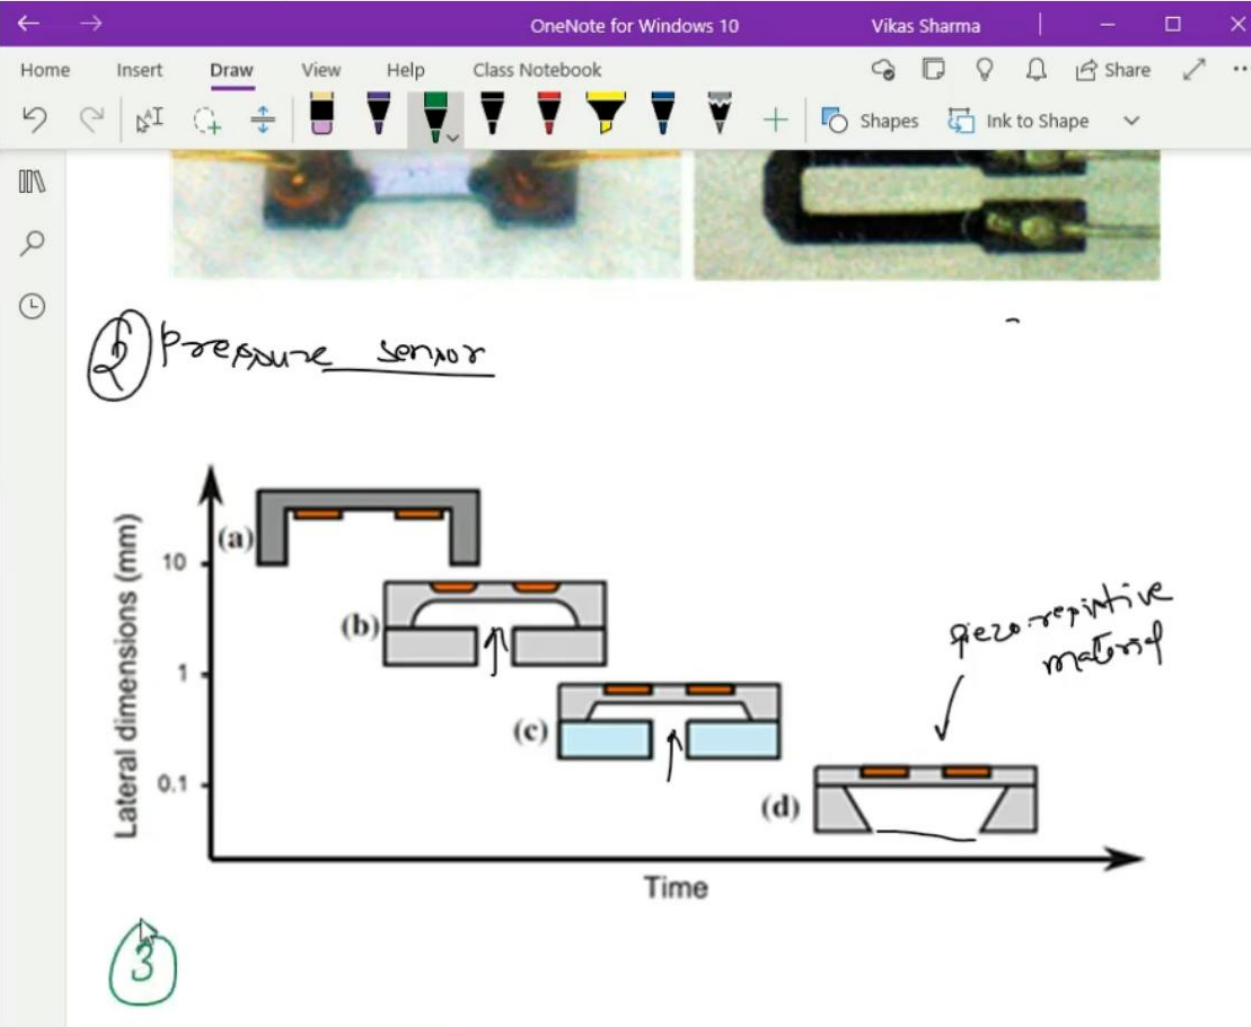 OneNote for Windows 10
Vikas Sharma
Home Insert Draw View Help Class Notebook
Share
Shapes
Ink to Shape
2 Pressure sensor
Lateral dimensions (mm)
10
1
0.1
(a)
(b)
(c)
(d)
piezo-resistive
material
Time
3